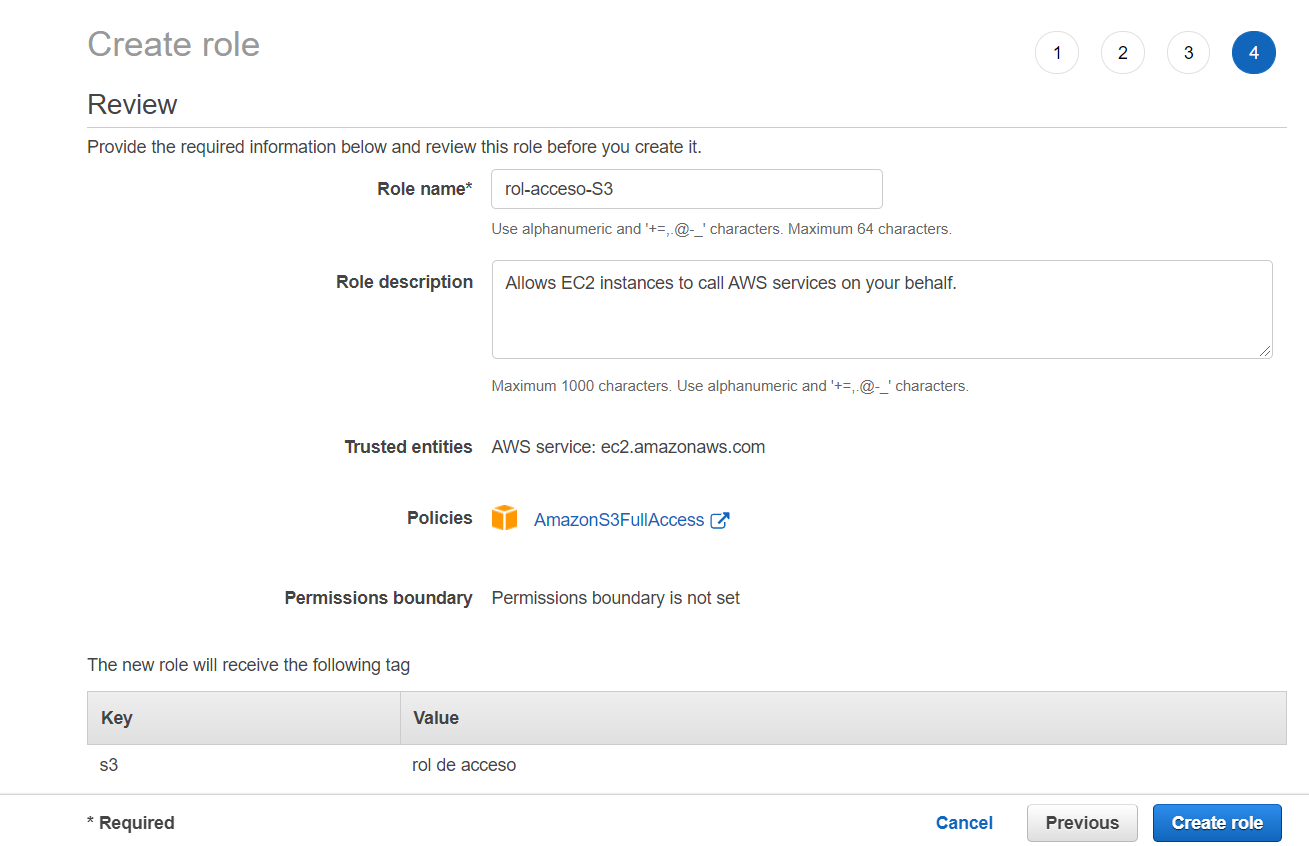 Create role
1 2 3 4
Review
Provide the required information below and review this role before you create it.
Role name* rol-acceso-S3
Use alphanumeric and '+=,.@-_' characters. Maximum 64 characters.
Role description Allows EC2 instances to call AWS services on your behalf.
Maximum 1000 characters. Use alphanumeric and '+=,.@-_' characters.
Trusted entities AWS service: ec2.amazonaws.com
Policies AmazonS3FullAccess
Permissions boundary Permissions boundary is not set
The new role will receive the following tag
Key Value
s3 rol de acceso
* Required Cancel Previous Create role